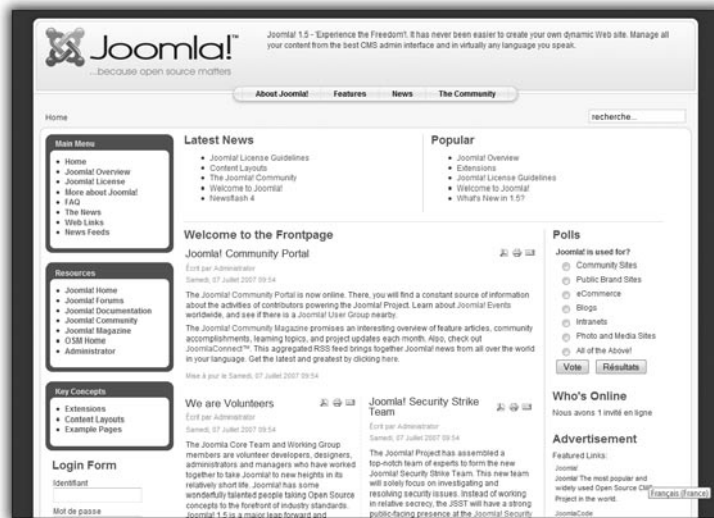 Joomla!™
...because open source matters
Joomla! 1.5 - 'Experience the Freedom!'. It has never been easier to create your own dynamic Web site. Manage all
your content from the best CMS admin interface and in virtually any language you speak.
About Joomla! Features News The Community
Home
recherche...
Main Menu
Home
Joomla! Overview
Joomla! License
More about Joomla!
FAQ
The News
Web Links
News Feeds
Resources
Joomla! Home
Joomla! Forums
Joomla! Documentation
Joomla! Community
Joomla! Magazine
OSM Home
Administrator
Key Concepts
Extensions
Content Layouts
Example Pages
Login Form
Identifiant
Mot de passe
Latest News
Joomla! License Guidelines
Content Layouts
The Joomla! Community
Welcome to Joomla!
Newsflash 4
Popular
Joomla! Overview
Extensions
Joomla! License Guidelines
Welcome to Joomla!
What's New in 1.5?
Welcome to the Frontpage
Joomla! Community Portal
Écrit par Administrator
Samedi, 07 Juillet 2007 09:54
The Joomla! Community Portal is now online. There, you will find a constant source of information
about the activities of contributors powering the Joomla! Project. Learn about Joomla! Events
worldwide, and see if there is a Joomla! User Group nearby.
The Joomla! Community Magazine promises an interesting overview of feature articles, community
accomplishments, learning topics, and project updates each month. Also, check out
JoomlaConnect™. This aggregated RSS feed brings together Joomla! news from all over the world
in your language. Get the latest and greatest by clicking here.
Mise à jour le Samedi, 07 Juillet 2007 09:54
We are Volunteers
Écrit par Administrator
Samedi, 07 Juillet 2007 09:54
The Joomla! Core Team and Working Group
members are volunteer developers, designers,
administrators and managers who have worked
together to take Joomla! to new heights in its
relatively short life. Joomla! has some
wonderfully talented people taking Open Source
concepts to the forefront of industry standards.
Joomla! 1.5 is a major leap forward and
Joomla! Security Strike
Team
Écrit par Administrator
Samedi, 07 Juillet 2007 09:54
The Joomla! Project has assembled a
top-notch team of experts to form the new
Joomla! Security Strike Team. This new team
will solely focus on investigating and
resolving security issues. Instead of working
in relative secrecy, the JSST will have a strong
public-facing presence at the Joomla! Security
Polls
Joomla! is used for?
Community Sites
Public Brand Sites
eCommerce
Blogs
Intranets
Photo and Media Sites
All of the Above!
Vote Résultats
Who's Online
Nous avons 1 invité en ligne
Advertisement
Featured Links:
Joomla!
Joomla! The most popular and
widely used Open Source CMS
Project in the world.
JoomlaCode
Français (France)